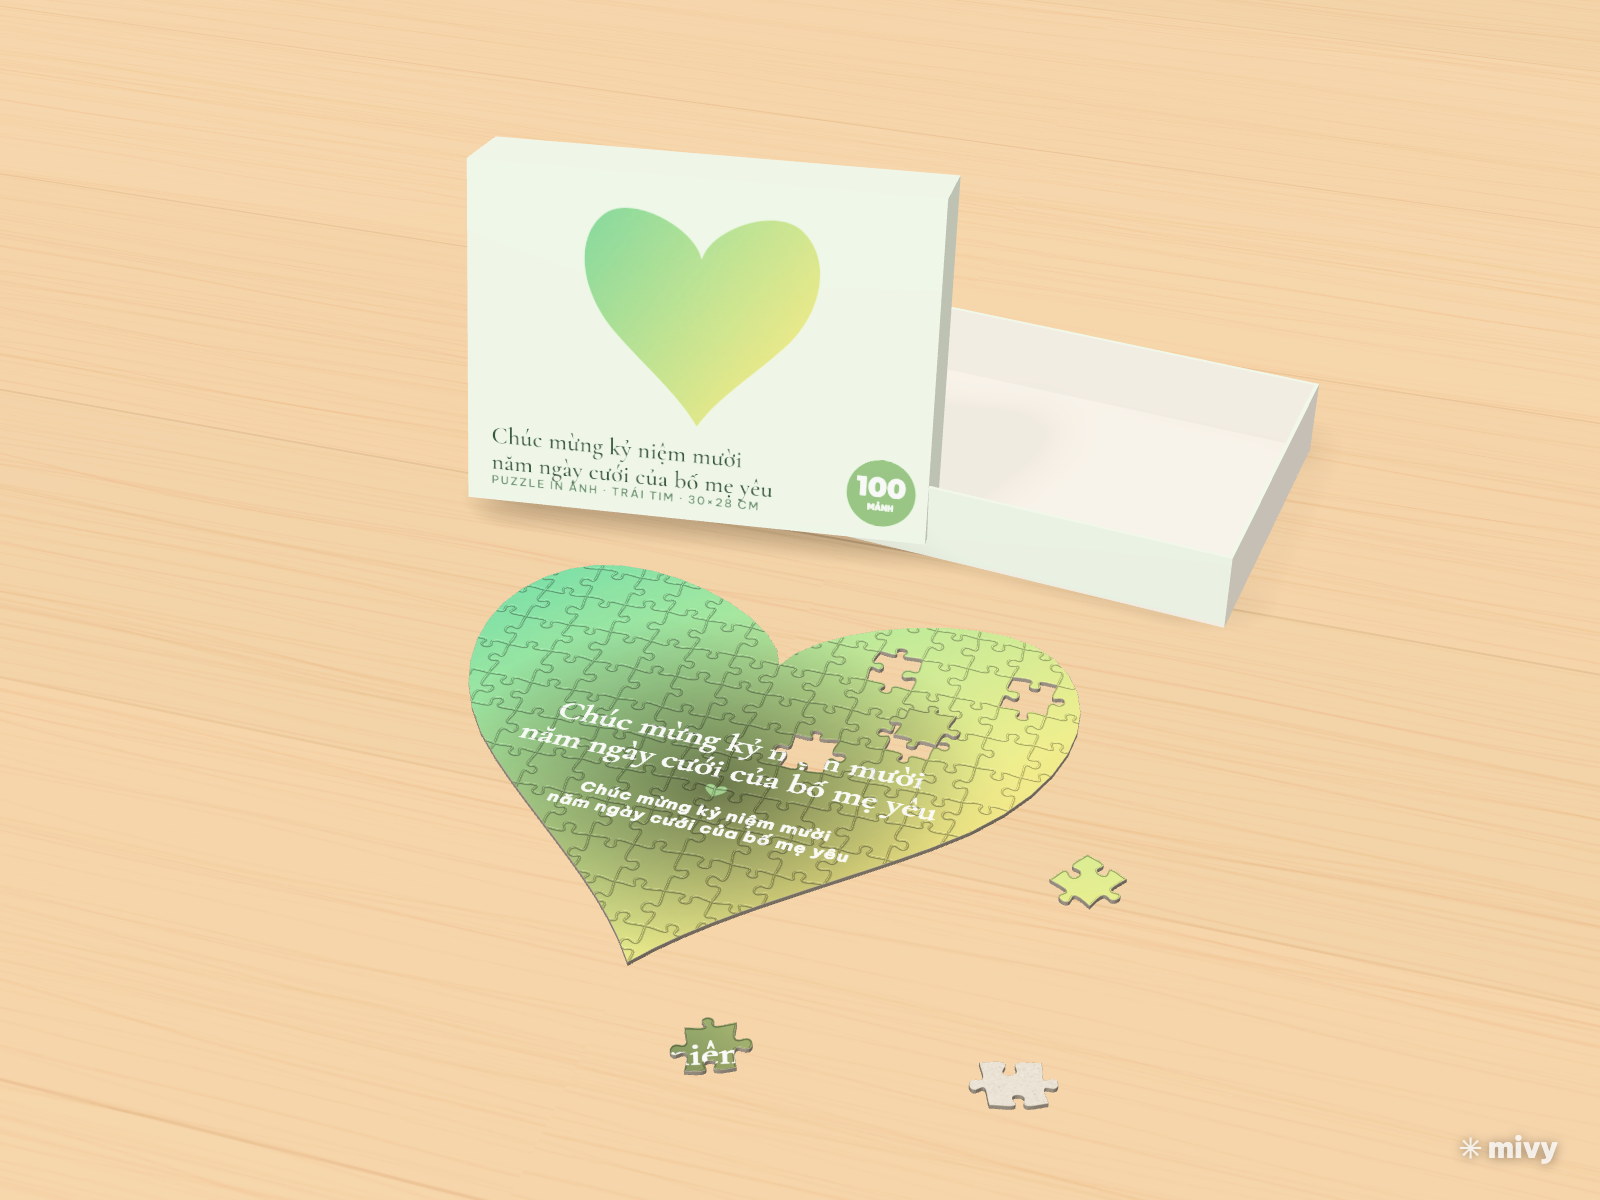 Chúc mừng kỷ niệm mười
năm ngày cưới của bố mẹ yêu
PUZZLE IN ẢNH · TRÁI TIM · 30×28 CM
100
MẢNH
Chúc mừng kỷ n n mười
năm ngày cưới của bố mẹ yêu
Chúc mừng kỷ niệm mười
năm ngày cưới của bố mẹ yêu
iên
mivy